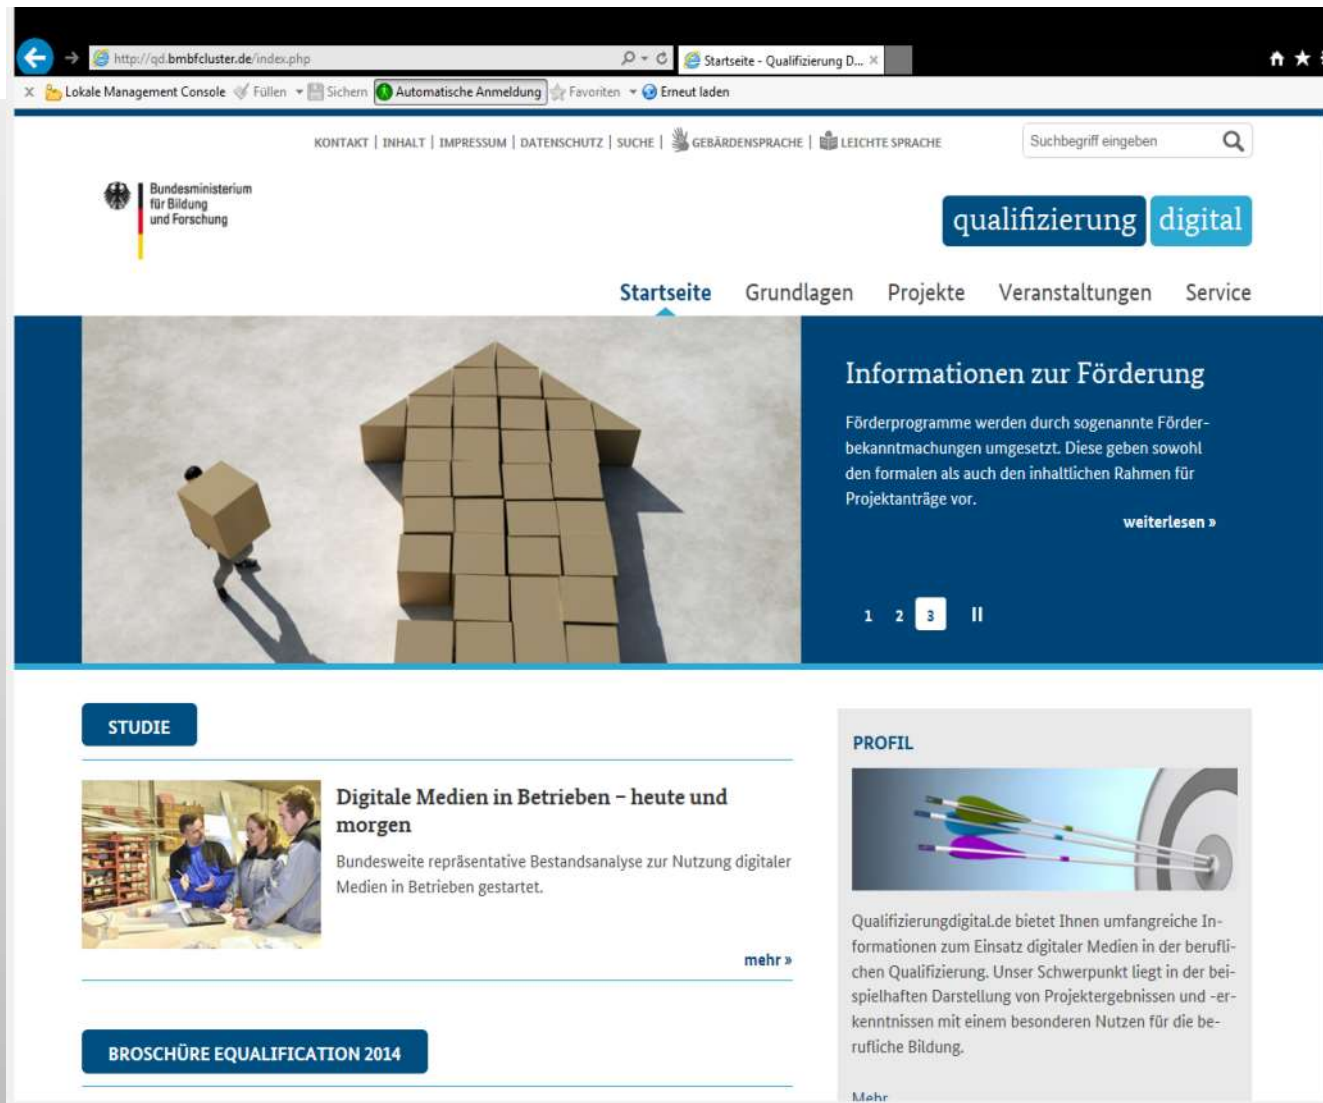 http://qd.bmbfcluster.de/index.php
Startseite - Qualifizierung D...
Lokale Management Console Füllen Sichern Automatische Anmeldung Favoriten Erneut laden
KONTAKT | INHALT | IMPRESSUM | DATENSCHUTZ | SUCHE | GEBÄRDENSPRACHE | LEICHTE SPRACHE
Suchbegriff eingeben
Bundesministerium
für Bildung
und Forschung
qualifizierung digital
Startseite Grundlagen Projekte Veranstaltungen Service
Informationen zur Förderung
Förderprogramme werden durch sogenannte Förder-
bekanntmachungen umgesetzt. Diese geben sowohl
den formalen als auch den inhaltlichen Rahmen für
Projektanträge vor.
weiterlesen »
1 2 3
STUDIE
Digitale Medien in Betrieben – heute und
morgen
Bundesweite repräsentative Bestandsanalyse zur Nutzung digitaler
Medien in Betrieben gestartet.
mehr »
BROSCHÜRE EQUALIFICATION 2014
PROFIL
Qualifizierungdigital.de bietet Ihnen umfangreiche In-
formationen zum Einsatz digitaler Medien in der berufli-
chen Qualifizierung. Unser Schwerpunkt liegt in der bei-
spielhaften Darstellung von Projektergebnissen und -er-
kenntnissen mit einem besonderen Nutzen für die be-
rufliche Bildung.
Mehr